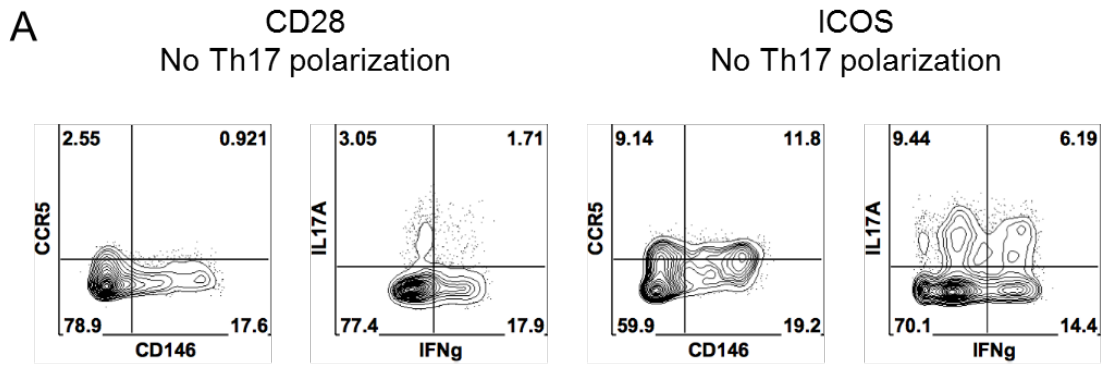 A
CD28
No Th17 polarization
ICOS
No Th17 polarization
2.55 0.921
CCR5
78.9 17.6
CD146
3.05 1.71
IL17A
77.4 17.9
IFNg
9.14 11.8
CCR5
59.9 19.2
CD146
9.44 6.19
IL17A
70.1 14.4
IFNg